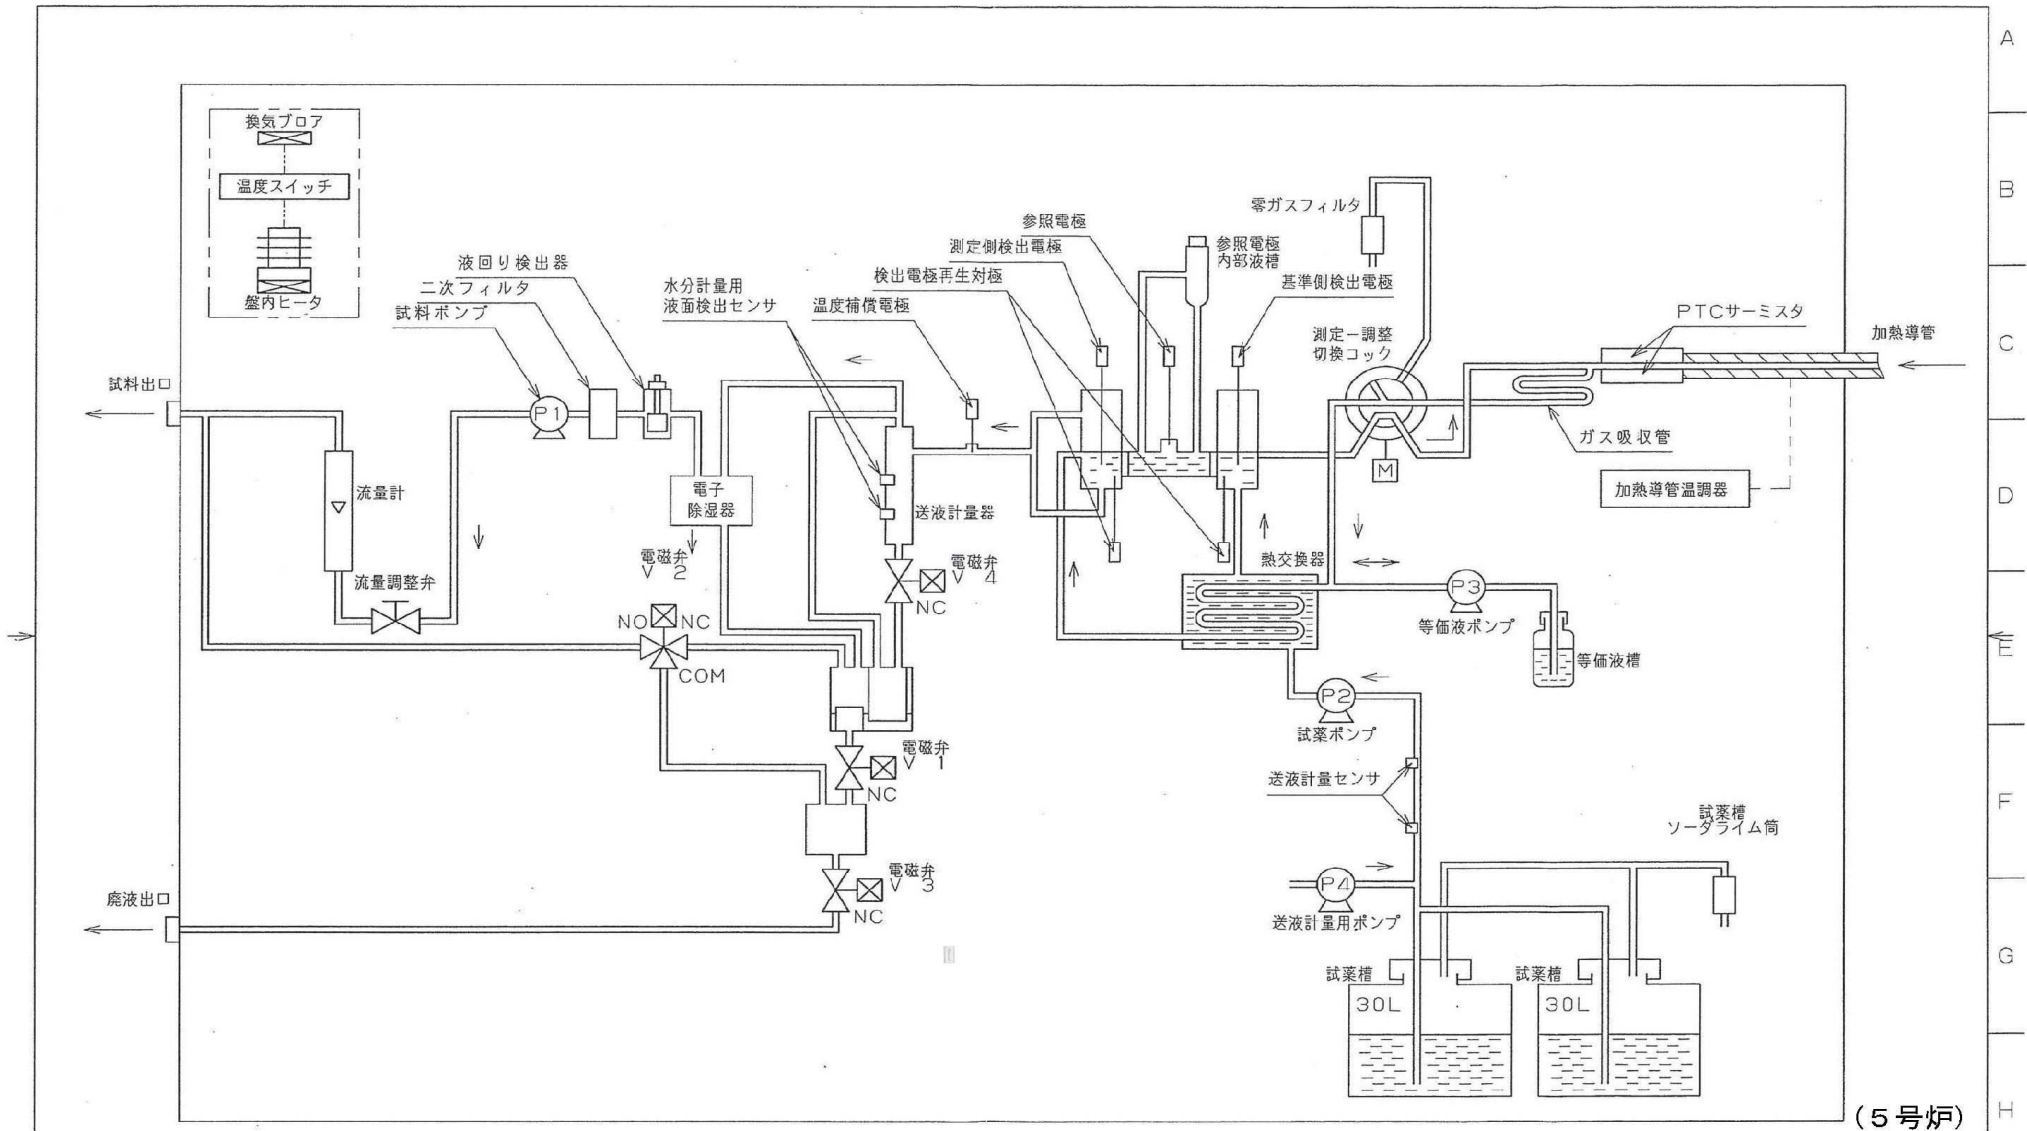 A
B
C
D
E
F
G
H
換気ブロア
温度スイッチ
盤内ヒータ
液回り検出器
二次フィルタ
試料ポンプ
P1
試料出口
流量計
流量調整弁
電子
除湿器
水分計量用
液面検出センサ
温度補償電極
検出電極再生対極
測定側検出電極
参照電極
参照電極
内部液槽
基準側検出電極
零ガスフィルタ
測定ー調整
切換コック
M
PTCサーミスタ
加熱導管
ガス吸収管
加熱導管温調器
送液計量器
電磁弁
V 4
NC
電磁弁
V 2
NO
NC
COM
熱交換器
P3
等価液ポンプ
等価液槽
P2
試薬ポンプ
電磁弁
V 1
NC
送液計量センサ
試薬槽
ソーダライム筒
電磁弁
V 3
NC
廃液出口
P4
送液計量用ポンプ
試薬槽
30L
試薬槽
30L
(5号炉)